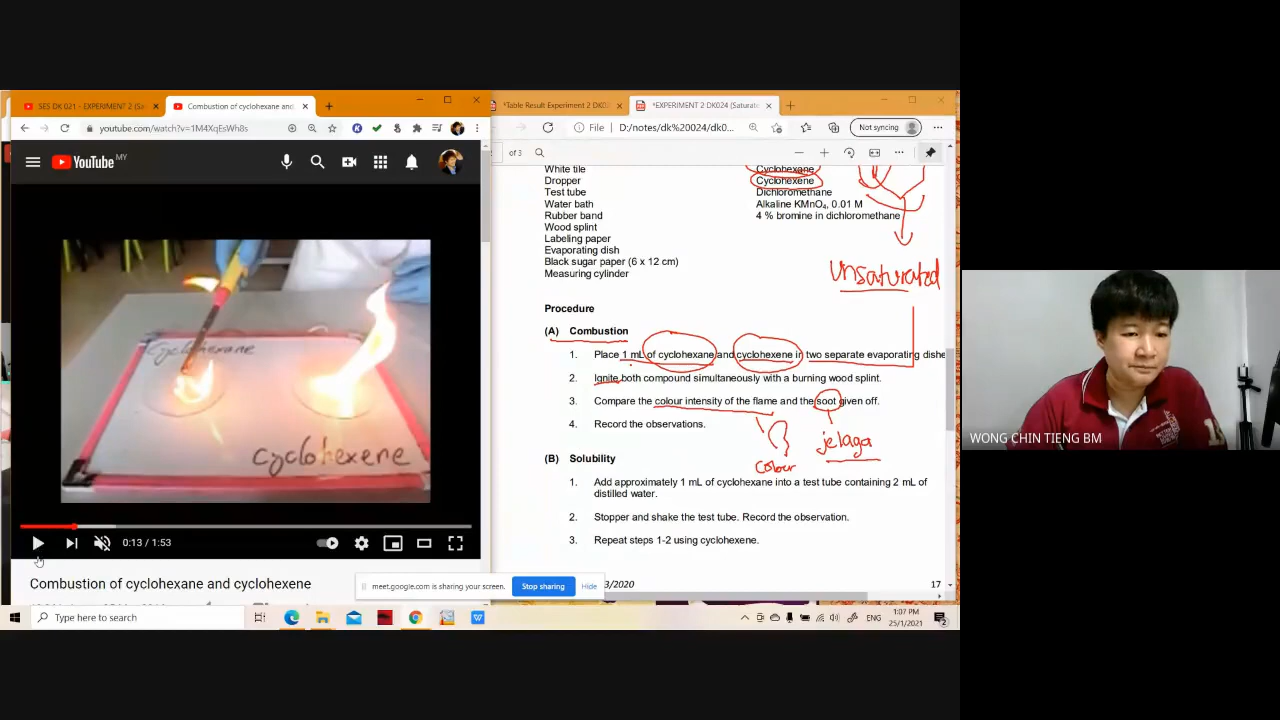 SES DK 021 - EXPERIMENT 2 (Sa
Combustion of cyclohexane and
youtube.com/watch?v=1M4XqEsWh8s
YouTube MY
cyclohexane
cyclohexene
0:13 / 1:53
Combustion of cyclohexane and cyclohexene
*Table Result Experiment 2 DK02
*EXPERIMENT 2 DK024 (Saturate
File D:/notes/dk%20024/dk0...
Not syncing
of 3
White tile
Dropper
Test tube
Water bath
Rubber band
Wood splint
Labeling paper
Evaporating dish
Black sugar paper (6 x 12 cm)
Measuring cylinder
Cyclohexane
Cyclohexene
Dichloromethane
Alkaline KMnO₄, 0.01 M
4 % bromine in dichloromethane
unsaturated
Procedure
(A) Combustion
1. Place 1 mL of cyclohexane and cyclohexene in two separate evaporating dishe
2. Ignite both compound simultaneously with a burning wood splint.
3. Compare the colour intensity of the flame and the soot given off.
4. Record the observations.
jelaga
colour
(B) Solubility
1. Add approximately 1 mL of cyclohexane into a test tube containing 2 mL of
distilled water.
2. Stopper and shake the test tube. Record the observation.
3. Repeat steps 1-2 using cyclohexene.
3/2020
17
meet.google.com is sharing your screen.
Stop sharing
Hide
Type here to search
ENG
1:07 PM
25/1/2021
2
WONG CHIN TIENG BM